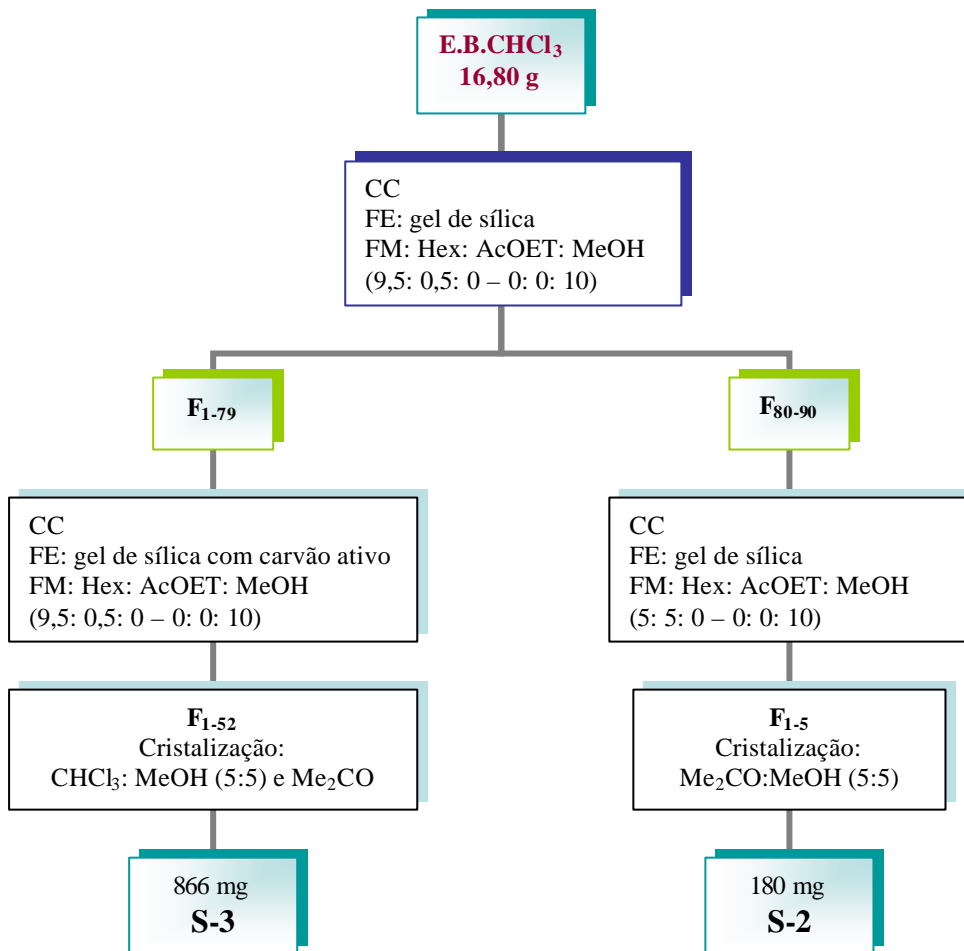 E.B.CHCl₃
16,80 g
CC
FE: gel de sílica
FM: Hex: AcOET: MeOH
(9,5: 0,5: 0 – 0: 0: 10)
F₁₋₇₉
F₈₀₋₉₀
CC
FE: gel de sílica com carvão ativo
FM: Hex: AcOET: MeOH
(9,5: 0,5: 0 – 0: 0: 10)
CC
FE: gel de sílica
FM: Hex: AcOET: MeOH
(5: 5: 0 – 0: 0: 10)
F₁₋₅₂
Cristalização:
CHCl₃: MeOH (5:5) e Me₂CO
F₁₋₅
Cristalização:
Me₂CO:MeOH (5:5)
866 mg
S-3
180 mg
S-2